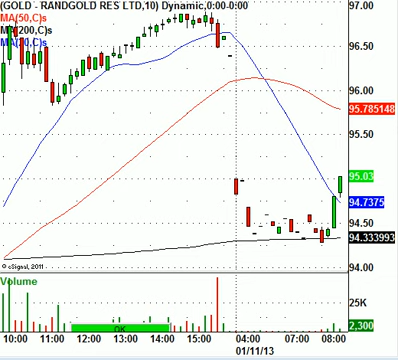 (GOLD - RANDGOLD RES LTD,10) Dynamic,0:00-0:00
MA(50,C)s
MA(200,C)s
MA(20,C)s
97.00
96.50
96.00
95.785148
95.50
95.03
94.7375
94.50
94.333993
94.00
© eSignal, 2011
Volume
25K
2,300
0K
10:00 11:00 12:00 13:00 14:00 15:00 04:00 07:00 08:00
01/11/13